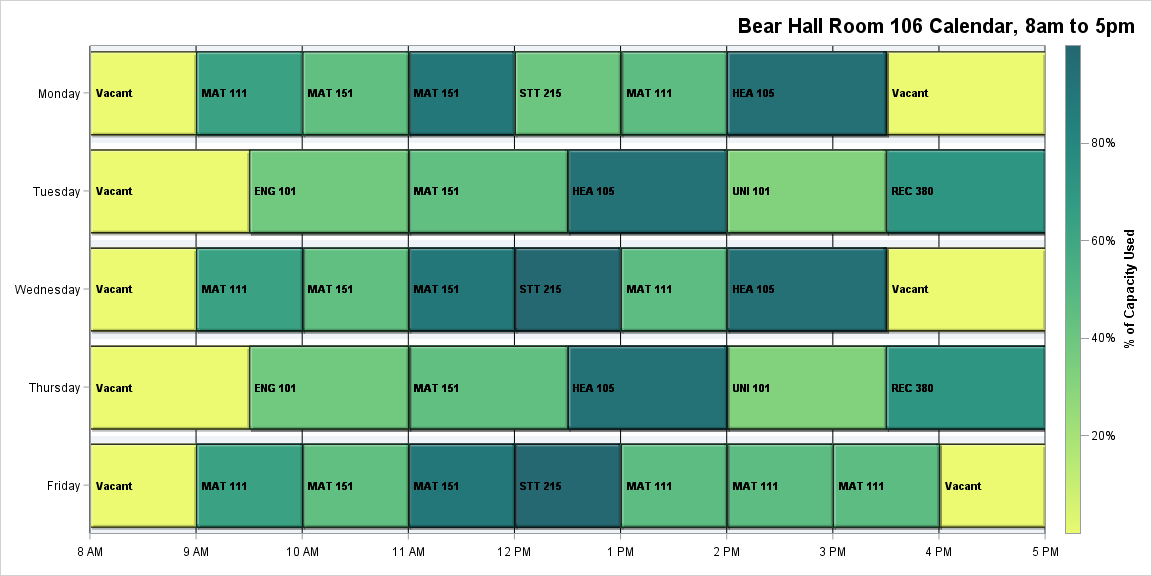 Bear Hall Room 106 Calendar, 8am to 5pm
Monday
Vacant
MAT 111
MAT 151
MAT 151
STT 215
MAT 111
HEA 105
Vacant
Tuesday
Vacant
ENG 101
MAT 151
HEA 105
UNI 101
REC 380
Wednesday
Vacant
MAT 111
MAT 151
MAT 151
STT 215
MAT 111
HEA 105
Vacant
Thursday
Vacant
ENG 101
MAT 151
HEA 105
UNI 101
REC 380
Friday
Vacant
MAT 111
MAT 151
MAT 151
STT 215
MAT 111
MAT 111
MAT 111
Vacant
8 AM
9 AM
10 AM
11 AM
12 PM
1 PM
2 PM
3 PM
4 PM
5 PM
80%
60%
40%
20%
% of Capacity Used